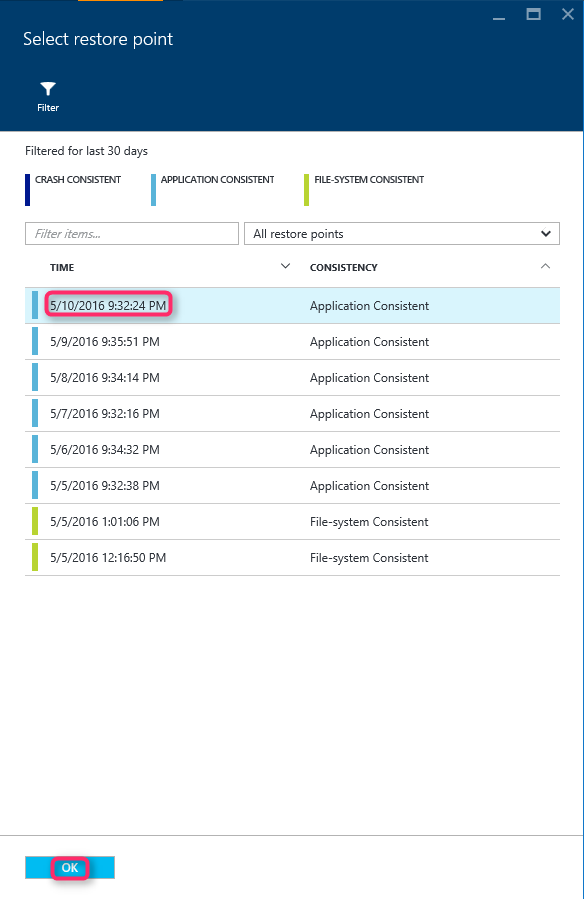 Select restore point
Filter
Filtered for last 30 days
CRASH CONSISTENT APPLICATION CONSISTENT FILE-SYSTEM CONSISTENT
Filter items... All restore points
TIME CONSISTENCY
5/10/2016 9:32:24 PM Application Consistent
5/9/2016 9:35:51 PM Application Consistent
5/8/2016 9:34:14 PM Application Consistent
5/7/2016 9:32:16 PM Application Consistent
5/6/2016 9:34:32 PM Application Consistent
5/5/2016 9:32:38 PM Application Consistent
5/5/2016 1:01:06 PM File-system Consistent
5/5/2016 12:16:50 PM File-system Consistent
OK